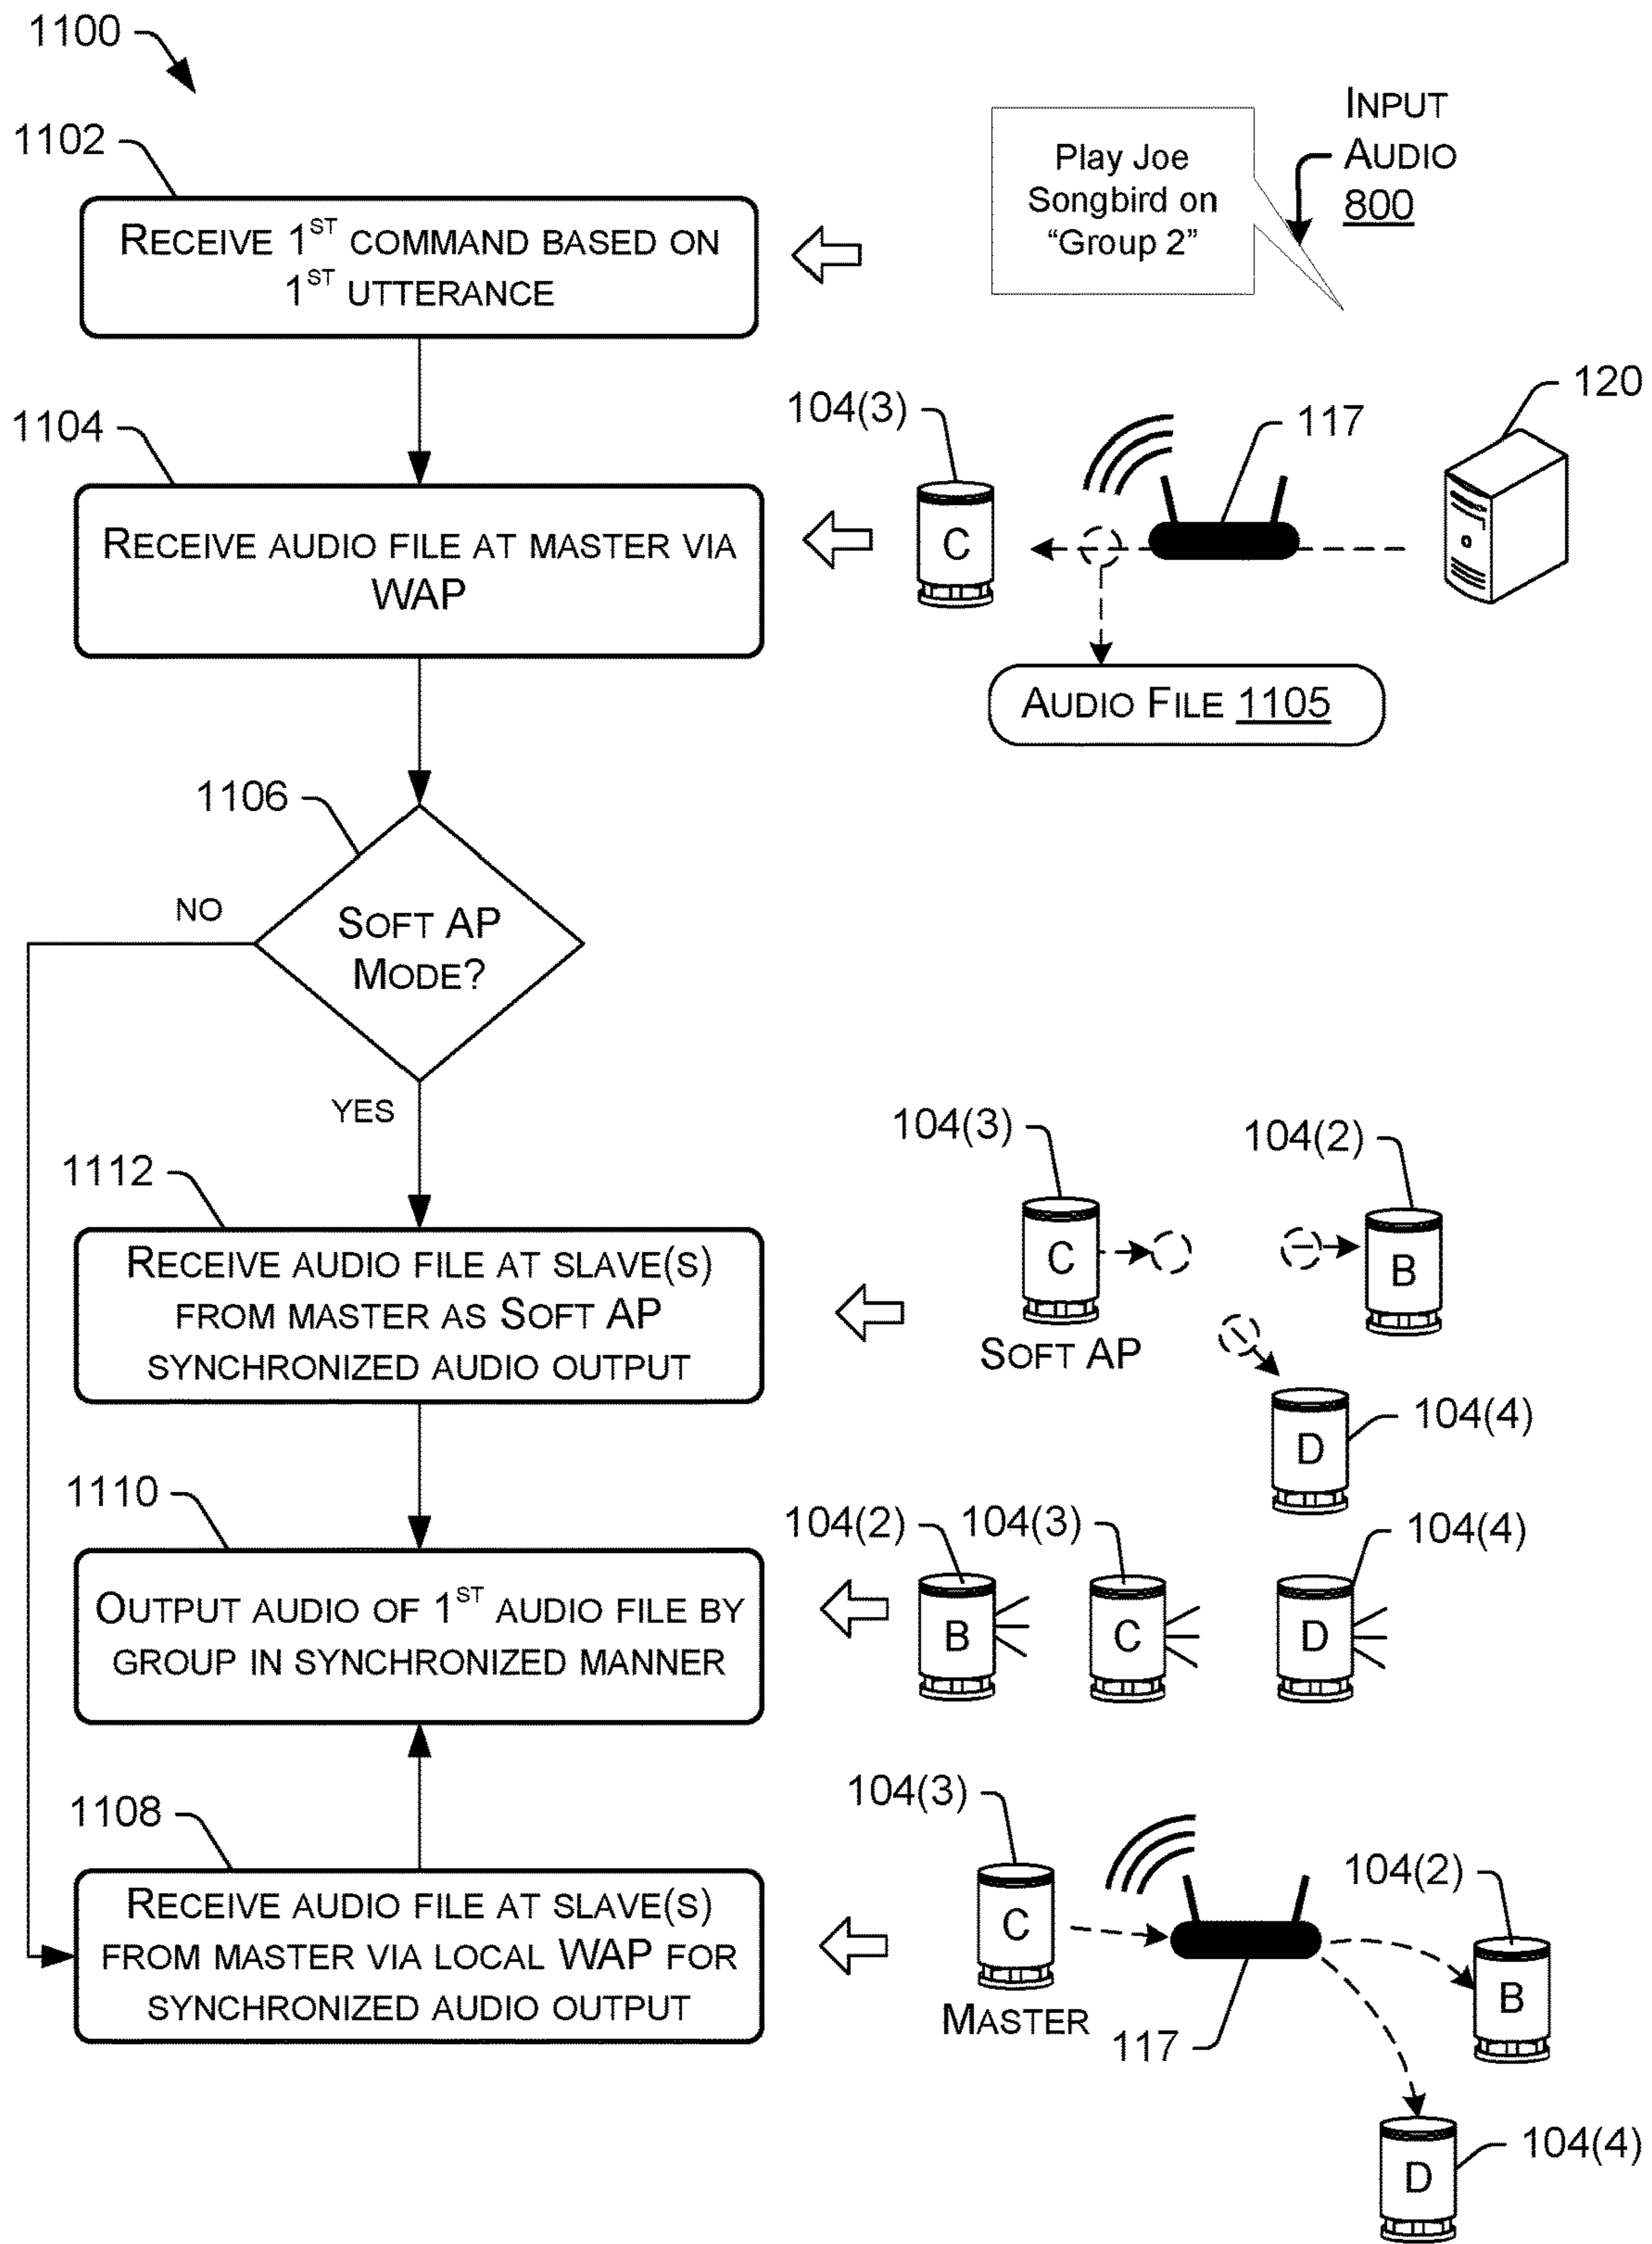 1100
1102
RECEIVE 1ST COMMAND BASED ON
1ST UTTERANCE
Play Joe
Songbird on
“Group 2”
INPUT
AUDIO
800
1104
RECEIVE AUDIO FILE AT MASTER VIA
WAP
104(3)
C
117
120
AUDIO FILE 1105
1106
SOFT AP
MODE?
NO
YES
1112
RECEIVE AUDIO FILE AT SLAVE(S)
FROM MASTER AS SOFT AP
SYNCHRONIZED AUDIO OUTPUT
104(3)
C
SOFT AP
104(2)
B
104(4)
D
1110
OUTPUT AUDIO OF 1ST AUDIO FILE BY
GROUP IN SYNCHRONIZED MANNER
104(2)
B
104(3)
C
104(4)
D
1108
RECEIVE AUDIO FILE AT SLAVE(S)
FROM MASTER VIA LOCAL WAP FOR
SYNCHRONIZED AUDIO OUTPUT
104(3)
C
MASTER
117
104(2)
B
104(4)
D